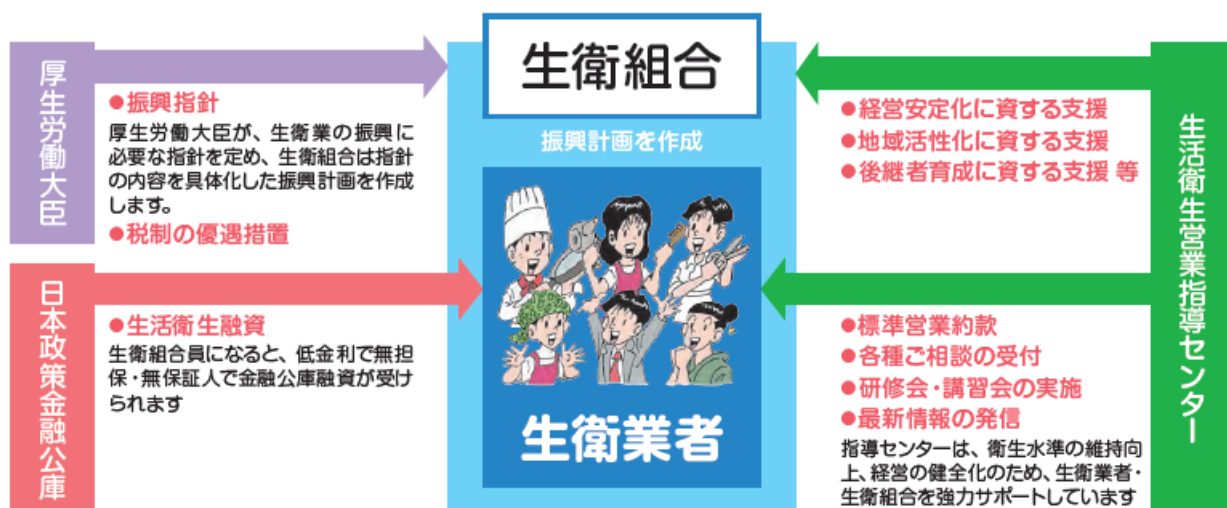 厚生労働大臣
●振興指針
厚生労働大臣が、生衛業の振興に
必要な指針を定め、生衛組合は指針
の内容を具体化した振興計画を作成
します。
●税制の優遇措置
日本政策金融公庫
●生活衛生融資
生衛組合員になると、低金利で無担
保・無保証人で金融公庫融資が受け
られます
生衛組合
振興計画を作成
生衛業者
●経営安定化に資する支援
●地域活性化に資する支援
●後継者育成に資する支援 等
●標準営業約款
●各種ご相談の受付
●研修会・講習会の実施
●最新情報の発信
指導センターは、衛生水準の維持向
上、経営の健全化のため、生衛業者・
生衛組合を強力サポートしています
生活衛生営業指導センター